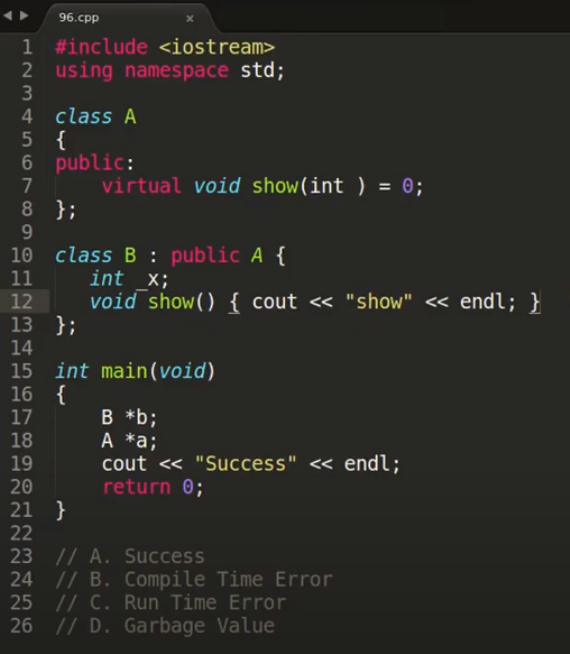 96.cpp x
1 #include <iostream>
2 using namespace std;
3
4 class A
5 {
6 public:
7 virtual void show(int ) = 0;
8 };
9
10 class B : public A {
11 int _x;
12 void show() { cout << "show" << endl; }
13 };
14
15 int main(void)
16 {
17 B *b;
18 A *a;
19 cout << "Success" << endl;
20 return 0;
21 }
22
23 // A. Success
24 // B. Compile Time Error
25 // C. Run Time Error
26 // D. Garbage Value